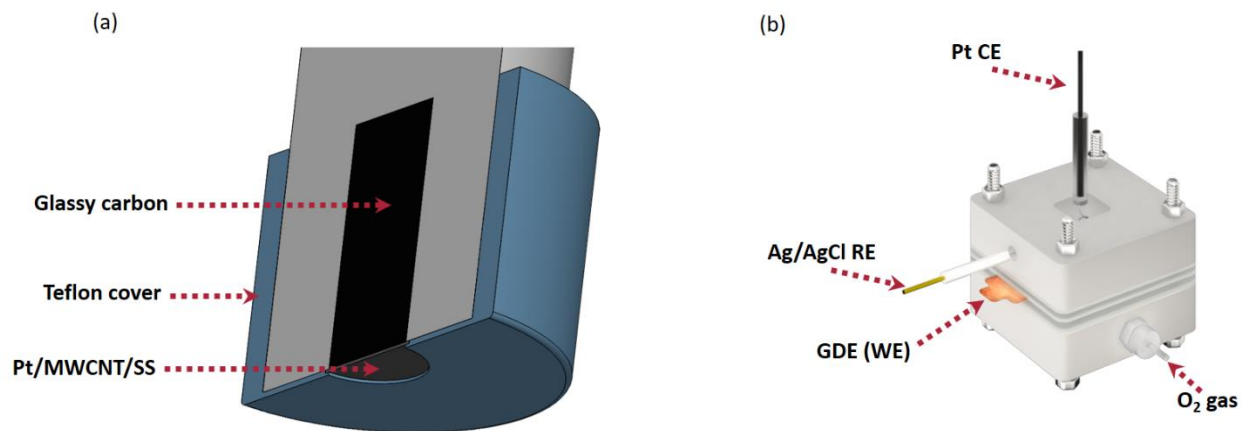 (a)
Glassy carbon
Teflon cover
Pt/MWCNT/SS
(b)
Pt CE
Ag/AgCl RE
GDE (WE)
O₂ gas